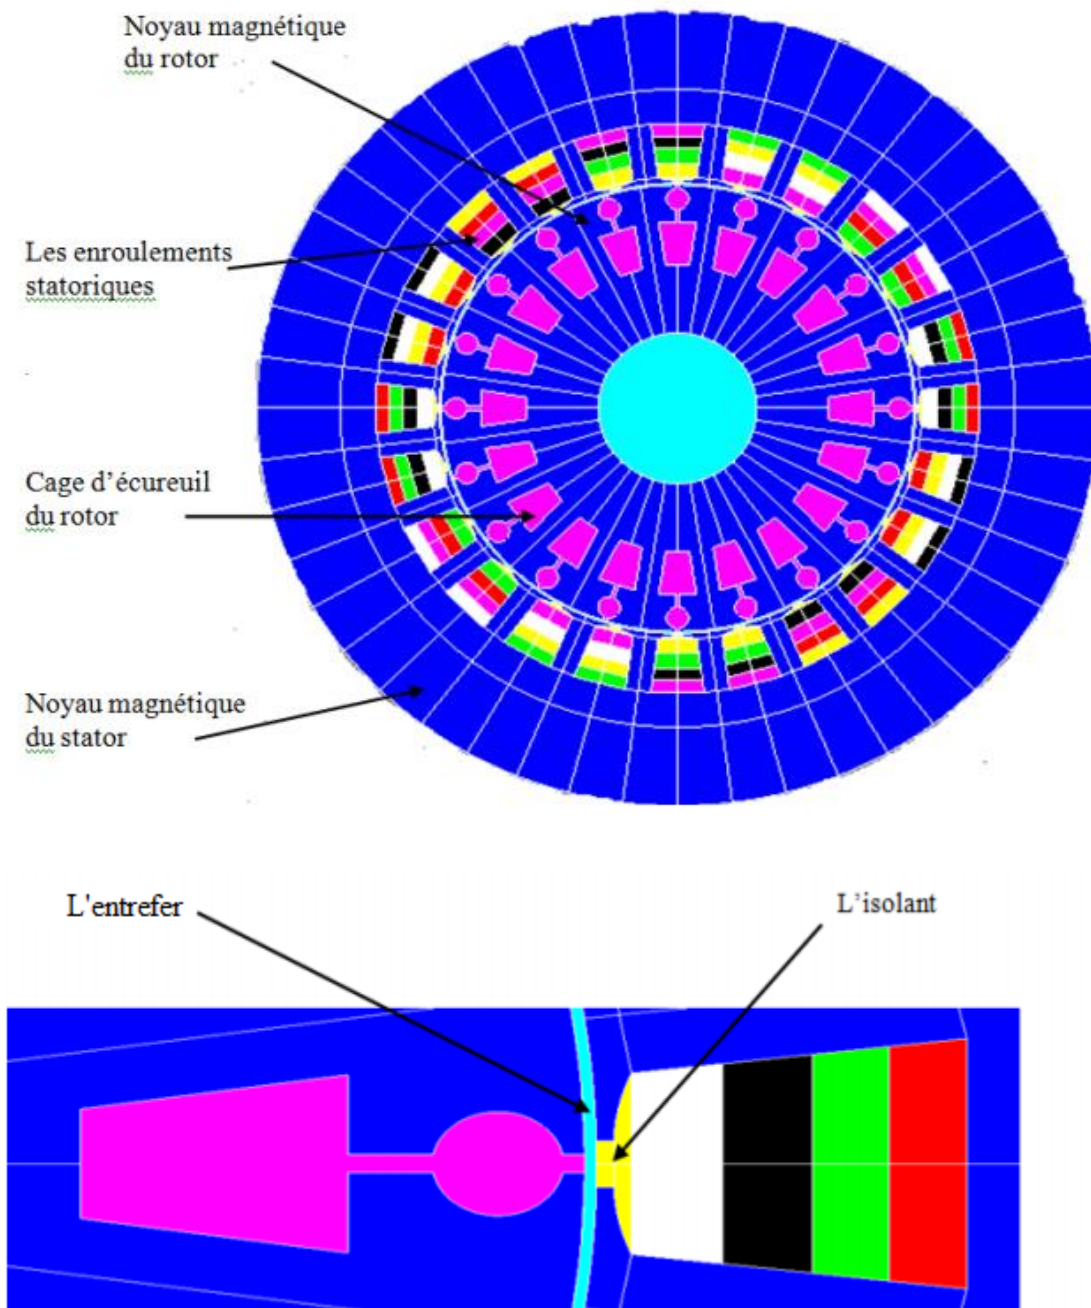 Noyau magnétique
du rotor
Les enroulements
statoriques
Cage d’écureuil
du rotor
Noyau magnétique
du stator
L'entrefer
L’isolant